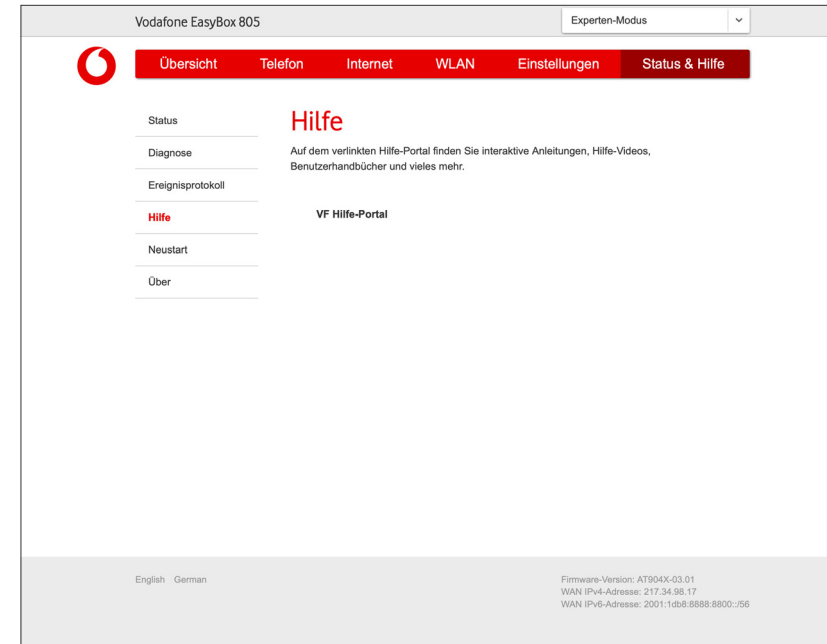 Vodafone EasyBox 805
Experten-Modus
Übersicht Telefon Internet WLAN Einstellungen Status & Hilfe
Status
Diagnose
Ereignisprotokoll
Hilfe
Neustart
Über
Hilfe
Auf dem verlinkten Hilfe-Portal finden Sie interaktive Anleitungen, Hilfe-Videos,
Benutzerhandbücher und vieles mehr.
VF Hilfe-Portal
English German
Firmware-Version: AT904X-03.01
WAN IPv4-Adresse: 217.34.98.17
WAN IPv6-Adresse: 2001:1db8:8888:8800::/56